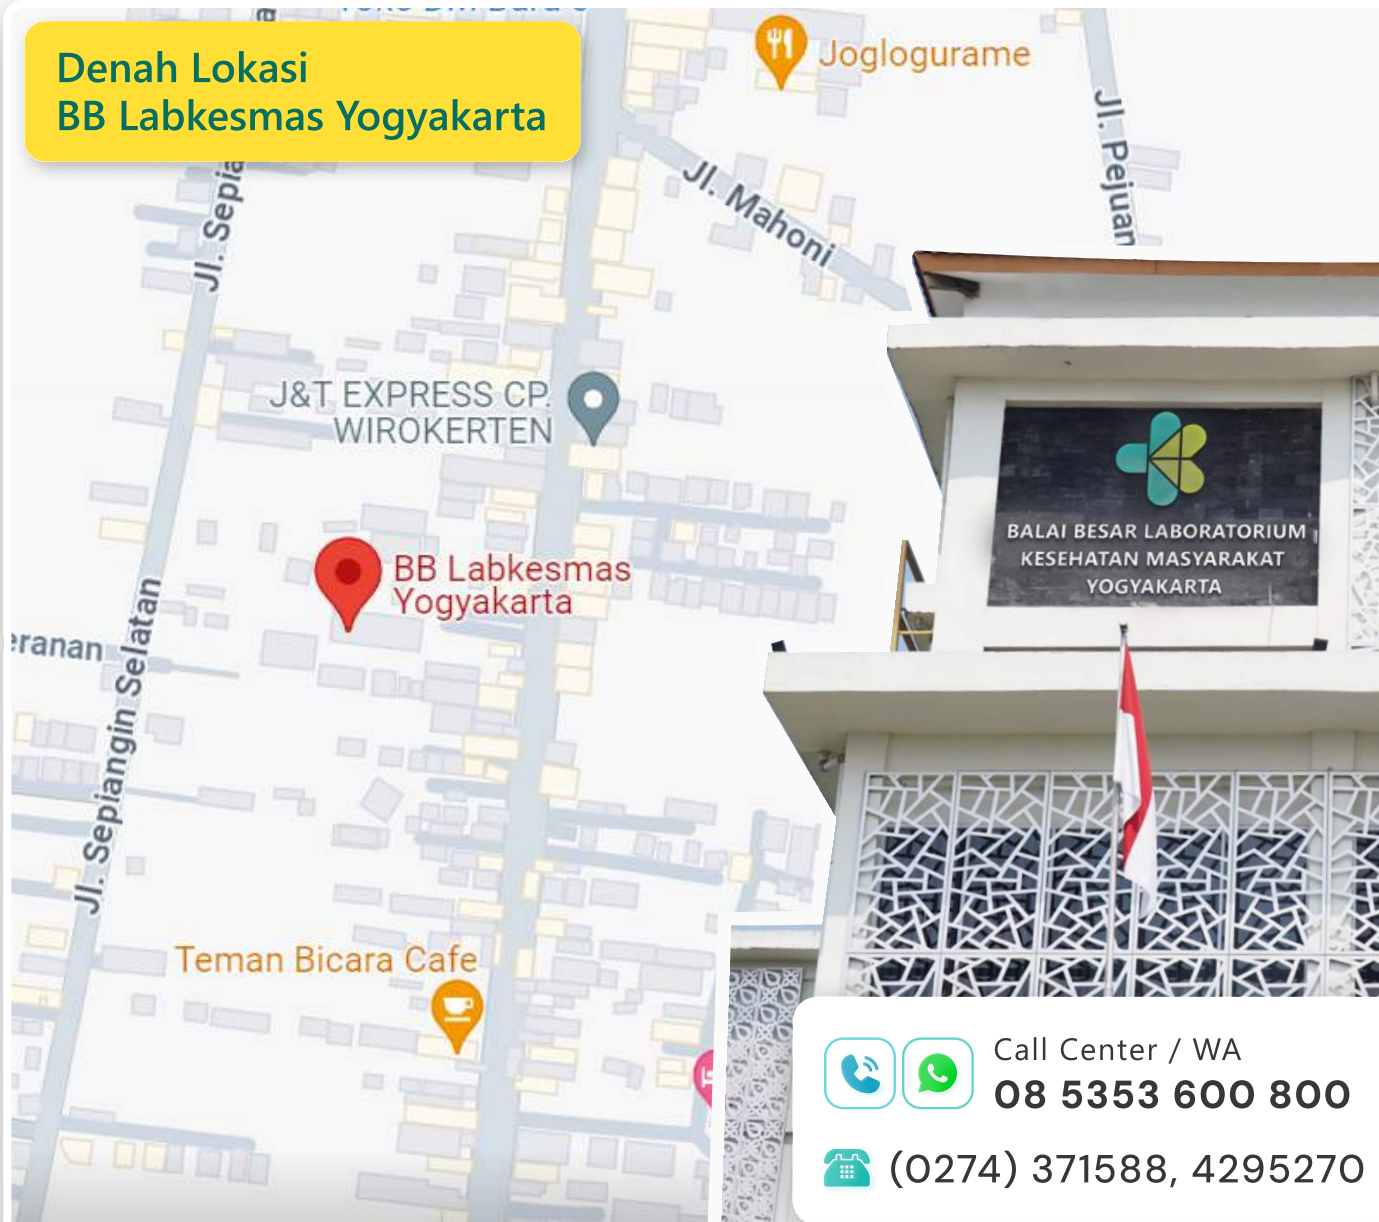 Denah Lokasi
BB Labkesmas Yogyakarta
Joglogurame
Jl. Pejuan
Jl. Mahoni
Jl. Sepia
J&T EXPRESS CP.
WIROKERTEN
BALAI BESAR LABORATORIUM
KESEHATAN MASYARAKAT
YOGYAKARTA
BB Labkesmas
Yogyakarta
eranan
Jl. Sepiangin Selatan
Teman Bicara Cafe
Call Center / WA
08 5353 600 800
(0274) 371588, 4295270